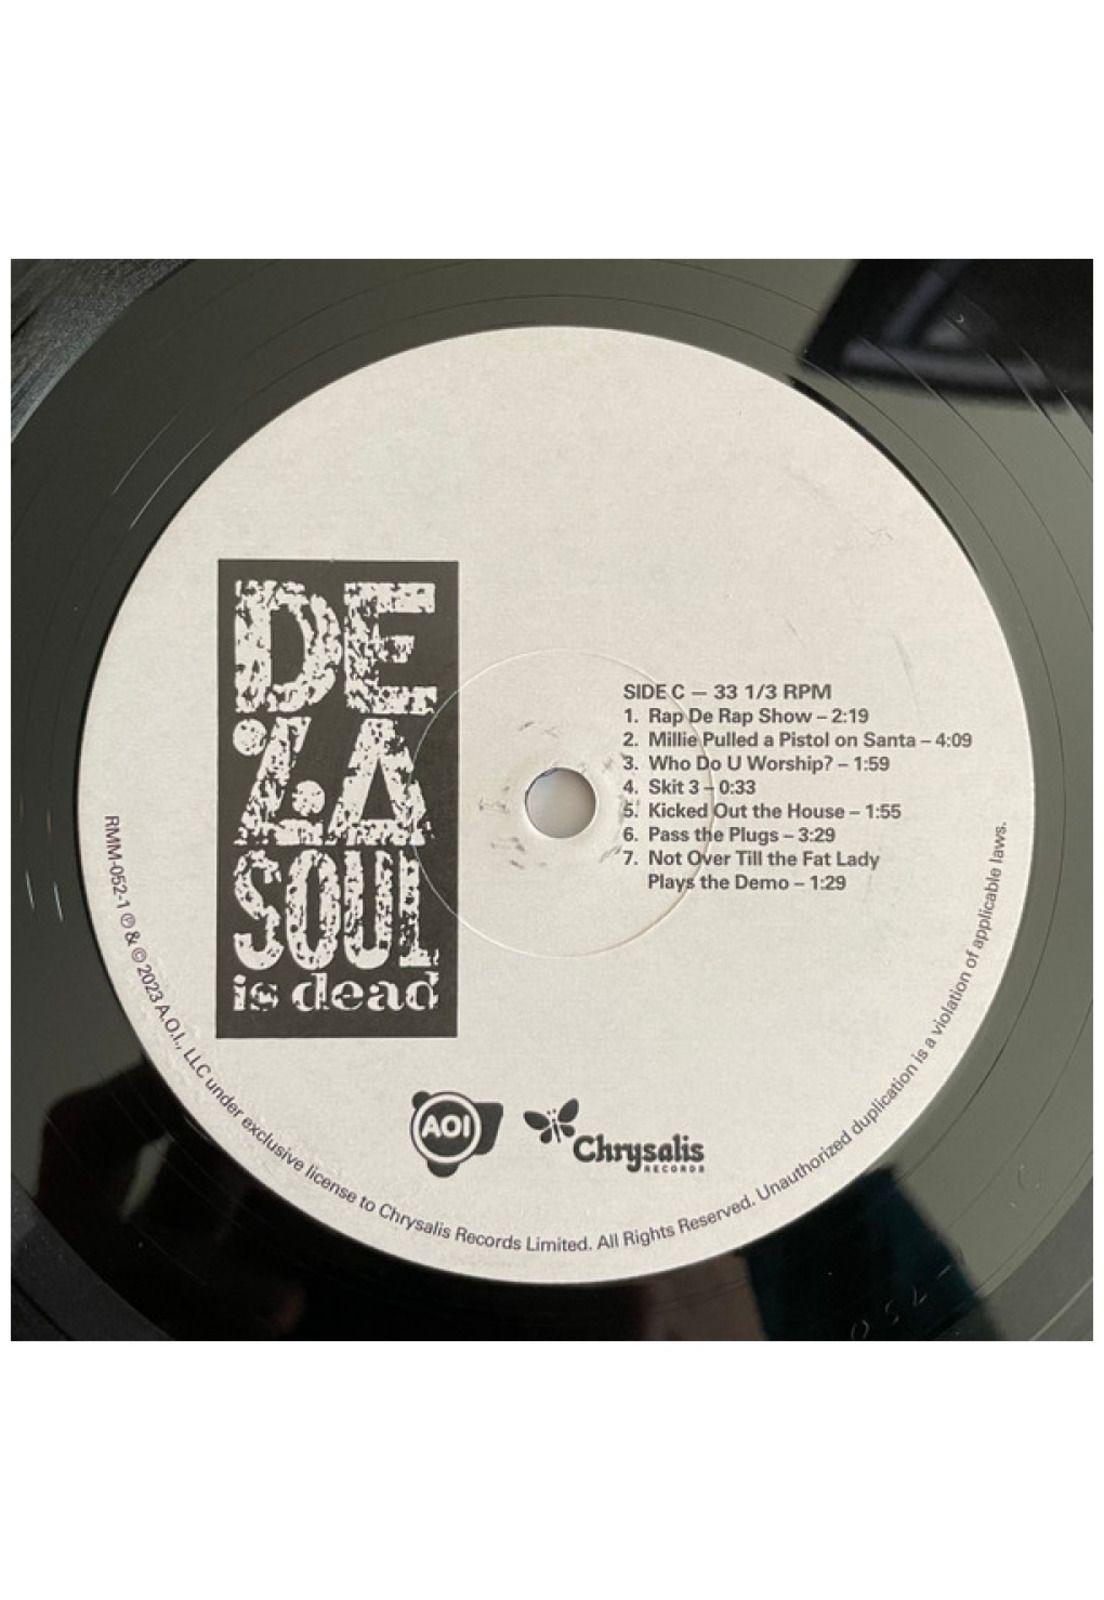 DE
LA
SOUL
is dead
SIDE C – 33 1/3 RPM
1. Rap De Rap Show – 2:19
2. Millie Pulled a Pistol on Santa – 4:09
3. Who Do U Worship? – 1:59
4. Skit 3 – 0:33
5. Kicked Out the House – 1:55
6. Pass the Plugs – 3:29
7. Not Over Till the Fat Lady
Plays the Demo – 1:29
AOI
Chrysalis
RECORDS
RMM-052-1 ℗ & © 2023 A.O.I., LLC under exclusive license to Chrysalis Records Limited. All Rights Reserved. Unauthorized duplication is a violation of applicable laws.